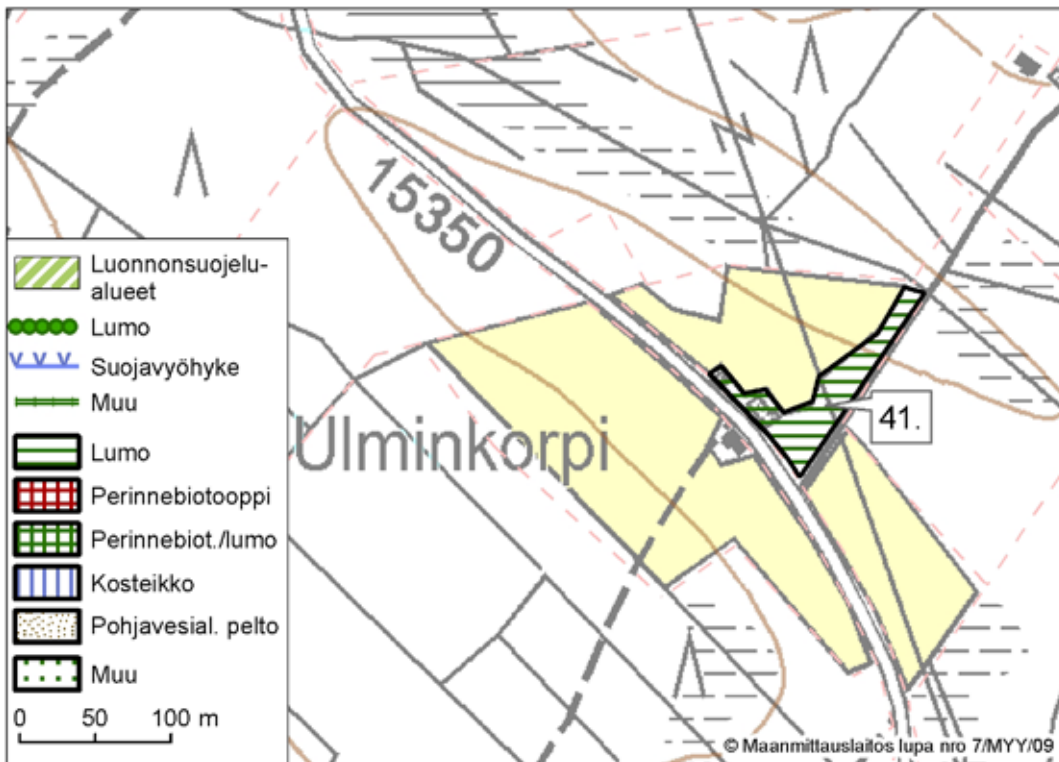 15350
Luonnonsuojelu-
alueet
Lumo
Suojavyöhyke
Muu
Lumo
Perinnebiotooppi
Perinnebiot./lumo
Kosteikko
Pohjavesial. pelto
Muu
0 50 100 m
41.
Ulminkorpi
© Maanmittauslaitos lupa nro 7/MYY/09